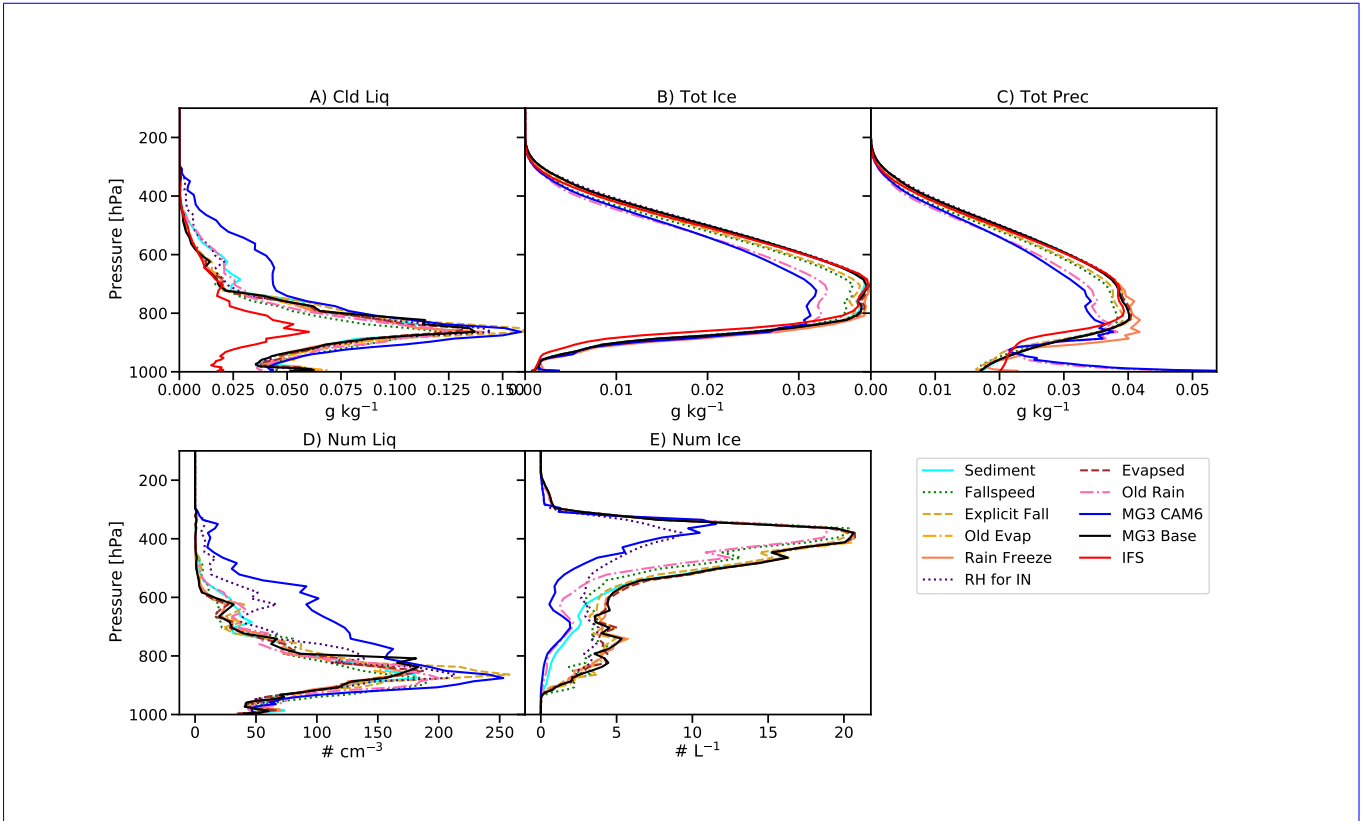 A) Cld Liq
B) Tot Ice
C) Tot Prec
Pressure [hPa]
200
400
600
800
1000
0.000 0.025 0.050 0.075 0.100 0.125 0.150
0.00 0.01 0.02 0.03
0.00 0.01 0.02 0.03 0.04 0.05
g kg⁻¹
g kg⁻¹
g kg⁻¹
D) Num Liq
E) Num Ice
Pressure [hPa]
200
400
600
800
1000
0 50 100 150 200 250
0 5 10 15 20
# cm⁻³
# L⁻¹
Sediment
Fallspeed
Explicit Fall
Old Evap
Rain Freeze
RH for IN
Evapsed
Old Rain
MG3 CAM6
MG3 Base
IFS